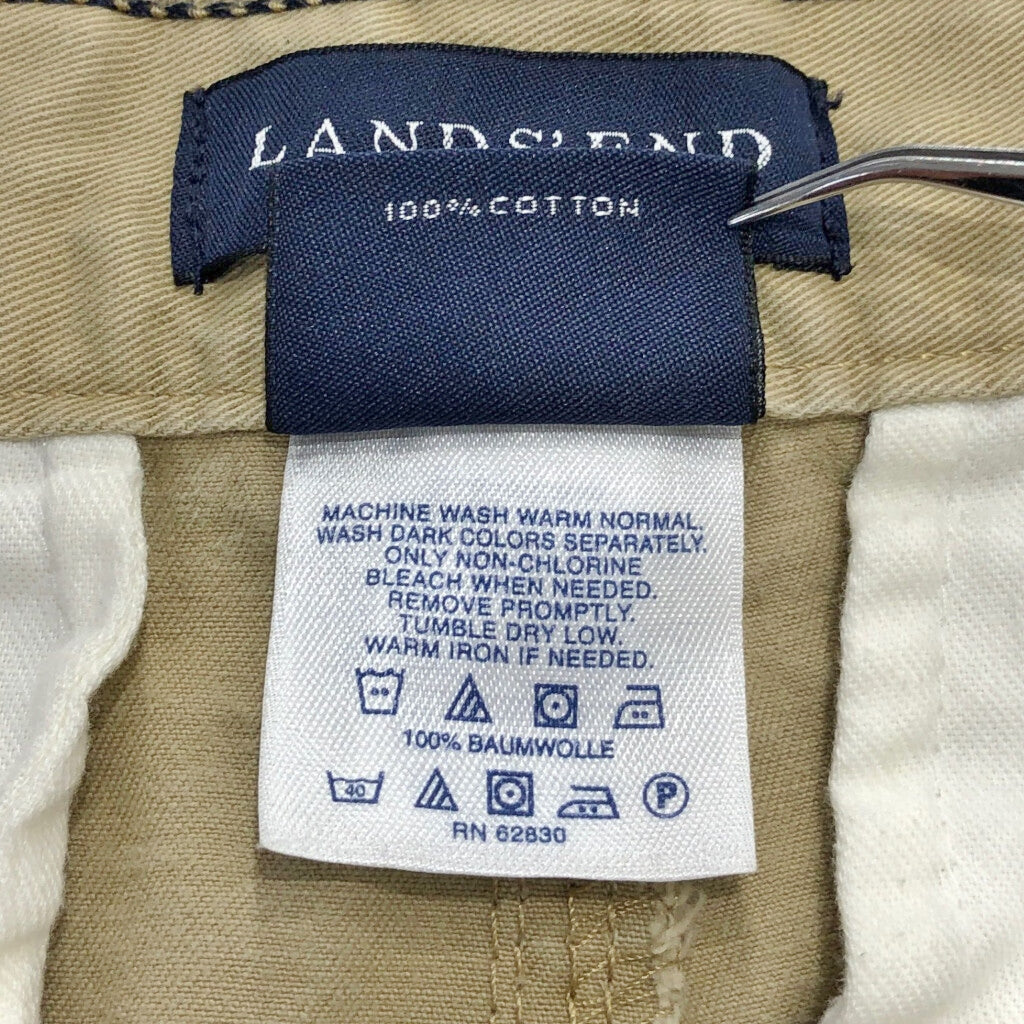 LANDS' END
100% COTTON
MACHINE WASH WARM NORMAL.
WASH DARK COLORS SEPARATELY.
ONLY NON-CHLORINE
BLEACH WHEN NEEDED.
REMOVE PROMPTLY.
TUMBLE DRY LOW.
WARM IRON IF NEEDED.
100% BAUMWOLLE
40 P
RN 62830